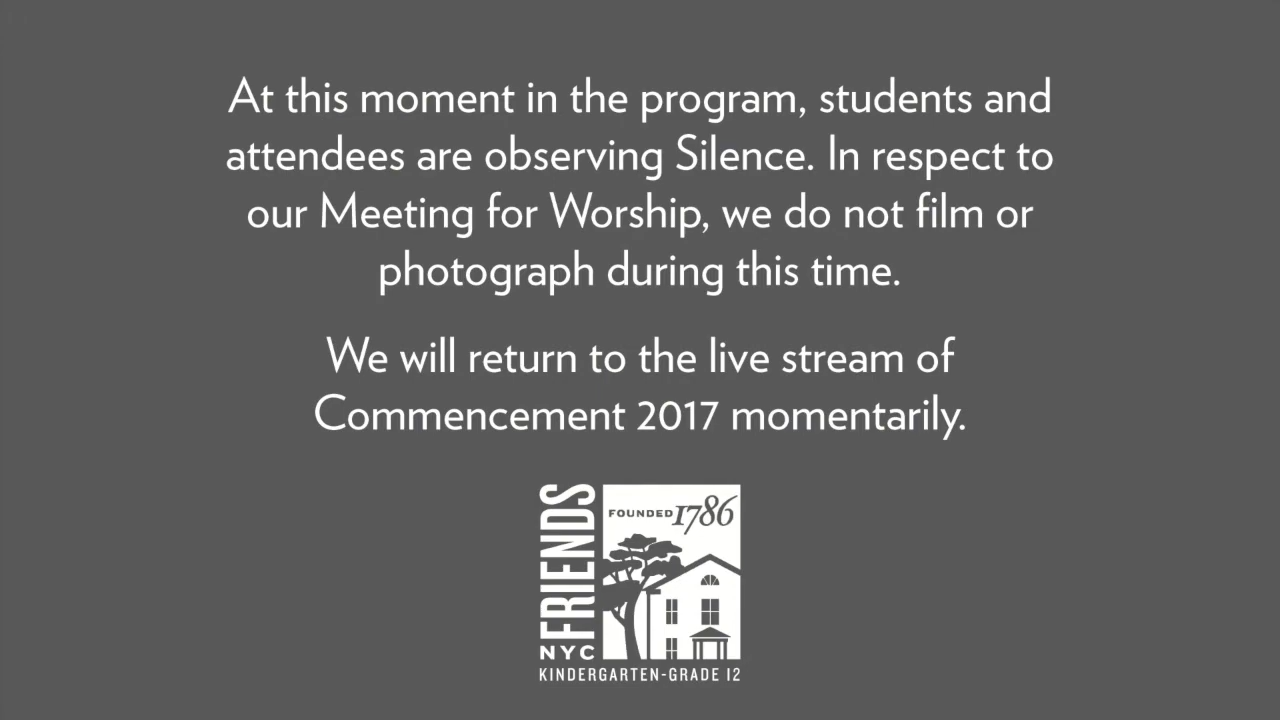 At this moment in the program, students and
attendees are observing Silence. In respect to
our Meeting for Worship, we do not film or
photograph during this time.
We will return to the live stream of
Commencement 2017 momentarily.
FRIENDS
NYC
FOUNDED 1786
KINDERGARTEN-GRADE 12